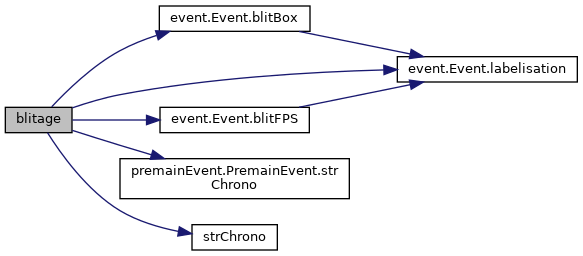 event.Event.blitBox
event.Event.labelisation
blitage
event.Event.blitFPS
premainEvent.PremainEvent.str
Chrono
strChrono